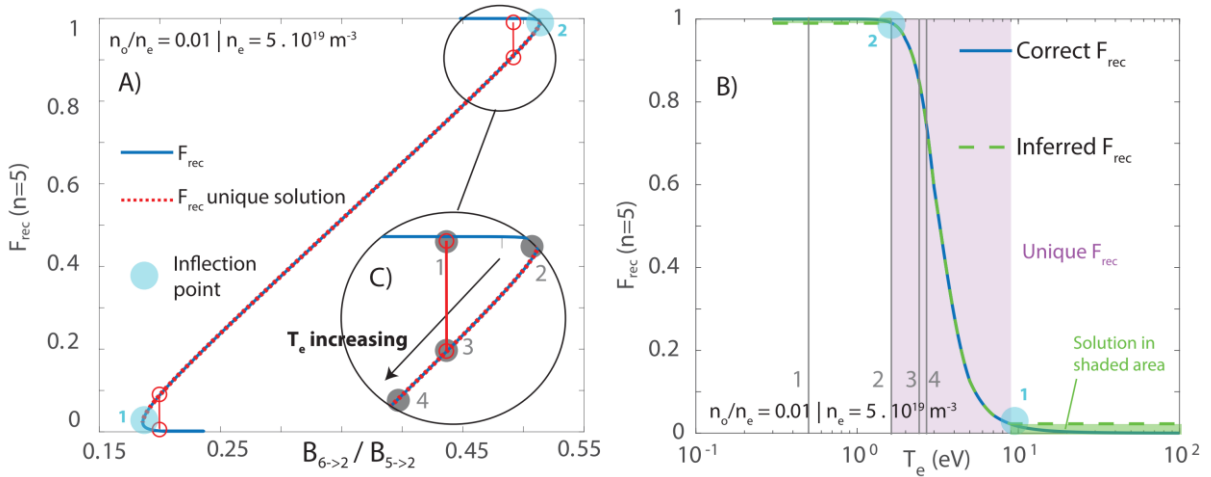 n_o/n_e = 0.01 | n_e = 5 . 10^19 m^-3
A)
2
F_rec
F_rec unique solution
Inflection
point
C)
1
2
T_e increasing
3
4
1
1
0.8
0.6
0.4
0.2
0
F_rec (n=5)
0.15
0.25
0.35
0.45
0.55
B_6->2 / B_5->2
B)
2
Correct F_rec
Inferred F_rec
Unique F_rec
Solution in
shaded area
1
1
2
3
4
n_o/n_e = 0.01 | n_e = 5 . 10^19 m^-3
1
0.8
0.6
0.4
0.2
0
F_rec (n=5)
10^-1
10^0
10^1
10^2
T_e (eV)